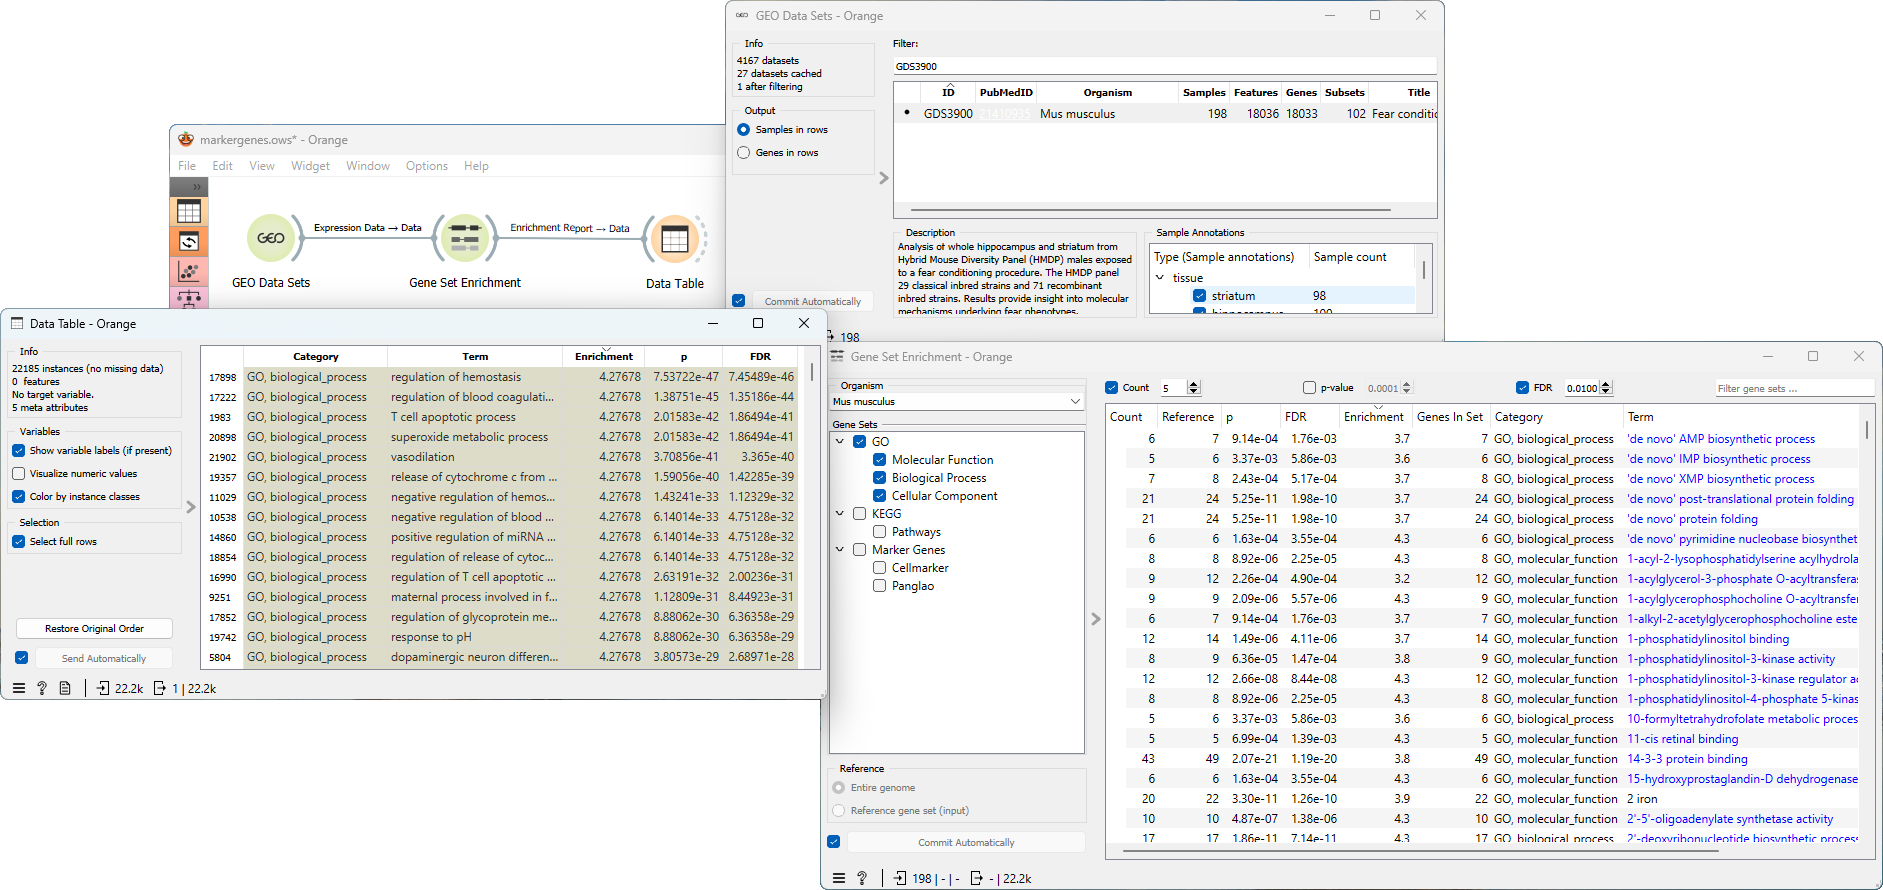 GEO Data Sets - Orange
Info
4167 datasets
27 datasets cached
1 after filtering
Output
Samples in rows
Genes in rows
Commit Automatically
198
Filter:
GDS3900
ID PubMedID Organism Samples Features Genes Subsets Title
GDS3900 21410935 Mus musculus 198 18036 18033 102 Fear conditic
Description
Analysis of whole hippocampus and striatum from
Hybrid Mouse Diversity Panel (HMDP) males exposed
to a fear conditioning procedure. The HMDP panel
29 classical inbred strains and 71 recombinant
inbred strains. Results provide insight into molecular
mechanisms underlying fear phenotypes.
Sample Annotations
Type (Sample annotations) Sample count
tissue
striatum 98
hippocampus 100
markergenes.ows* - Orange
File Edit View Widget Window Options Help
GEO
Expression Data → Data
Enrichment Report → Data
GEO Data Sets
Gene Set Enrichment
Data Table
Data Table - Orange
Info
22185 instances (no missing data)
0 features
No target variable.
5 meta attributes
Variables
Show variable labels (if present)
Visualize numeric values
Color by instance classes
Selection
Select full rows
Restore Original Order
Send Automatically
22.2k 1 | 22.2k
Category Term Enrichment p FDR
17898 GO, biological_process regulation of hemostasis 4.27678 7.53722e-47 7.45489e-46
17222 GO, biological_process regulation of blood coagulati... 4.27678 1.38751e-45 1.35186e-44
1983 GO, biological_process T cell apoptotic process 4.27678 2.01583e-42 1.86494e-41
20898 GO, biological_process superoxide metabolic process 4.27678 2.01583e-42 1.86494e-41
21902 GO, biological_process vasodilation 4.27678 3.70856e-41 3.365e-40
19357 GO, biological_process release of cytochrome c from ... 4.27678 1.59056e-40 1.42285e-39
11029 GO, biological_process negative regulation of hemos... 4.27678 1.43241e-33 1.12329e-32
10538 GO, biological_process negative regulation of blood ... 4.27678 6.14014e-33 4.75128e-32
14860 GO, biological_process positive regulation of miRNA ... 4.27678 6.14014e-33 4.75128e-32
18854 GO, biological_process regulation of release of cytoc... 4.27678 6.14014e-33 4.75128e-32
16990 GO, biological_process regulation of T cell apoptotic ... 4.27678 2.63191e-32 2.00236e-31
9251 GO, biological_process maternal process involved in f... 4.27678 1.12809e-31 8.44923e-31
17852 GO, biological_process regulation of glycoprotein me... 4.27678 8.88062e-30 6.36358e-29
19742 GO, biological_process response to pH 4.27678 8.88062e-30 6.36358e-29
5804 GO, biological_process dopaminergic neuron differen... 4.27678 3.80573e-29 2.68971e-28
Gene Set Enrichment - Orange
Organism
Mus musculus
Gene Sets
GO
Molecular Function
Biological Process
Cellular Component
KEGG
Pathways
Marker Genes
Cellmarker
Panglao
Reference
Entire genome
Reference gene set (input)
Commit Automatically
198 | - | - - | 22.2k
Count 5 p-value 0.0001 FDR 0.0100 Filter gene sets ...
Count Reference p FDR Enrichment Genes In Set Category Term
6 7 9.14e-04 1.76e-03 3.7 7 GO, biological_process 'de novo' AMP biosynthetic process
5 6 3.37e-03 5.86e-03 3.6 6 GO, biological_process 'de novo' IMP biosynthetic process
7 8 2.43e-04 5.17e-04 3.7 8 GO, biological_process 'de novo' XMP biosynthetic process
21 24 5.25e-11 1.98e-10 3.7 24 GO, biological_process 'de novo' post-translational protein folding
21 24 5.25e-11 1.98e-10 3.7 24 GO, biological_process 'de novo' protein folding
6 6 1.63e-04 3.55e-04 4.3 6 GO, biological_process 'de novo' pyrimidine nucleobase biosynthet
8 8 8.92e-06 2.25e-05 4.3 8 GO, molecular_function 1-acyl-2-lysophosphatidylserine acylhydrola
9 12 2.26e-04 4.90e-04 3.2 12 GO, molecular_function 1-acylglycerol-3-phosphate O-acyltransferas
9 9 2.09e-06 5.57e-06 4.3 9 GO, molecular_function 1-acylglycerophosphocholine O-acyltransfer
6 7 9.14e-04 1.76e-03 3.7 7 GO, molecular_function 1-alkyl-2-acetylglycerophosphocholine este
12 14 1.49e-06 4.11e-06 3.7 14 GO, molecular_function 1-phosphatidylinositol binding
8 9 6.36e-05 1.47e-04 3.8 9 GO, molecular_function 1-phosphatidylinositol-3-kinase activity
12 12 2.66e-08 8.44e-08 4.3 12 GO, molecular_function 1-phosphatidylinositol-3-kinase regulator ac
8 8 8.92e-06 2.25e-05 4.3 8 GO, molecular_function 1-phosphatidylinositol-4-phosphate 5-kinas
5 6 3.37e-03 5.86e-03 3.6 6 GO, biological_process 10-formyltetrahydrofolate metabolic proces
5 5 6.99e-04 1.39e-03 4.3 5 GO, molecular_function 11-cis retinal binding
43 49 2.07e-21 1.19e-20 3.8 49 GO, molecular_function 14-3-3 protein binding
6 6 1.63e-04 3.55e-04 4.3 6 GO, molecular_function 15-hydroxyprostaglandin-D dehydrogenase
20 22 3.30e-11 1.26e-10 3.9 22 GO, molecular_function 2 iron
10 10 4.87e-07 1.38e-06 4.3 10 GO, molecular_function 2'-5'-oligoadenylate synthetase activity
17 17 1.86e-11 7.14e-11 4.3 17 GO, biological_process 2'-deoxyribonucleotide biosynthetic process